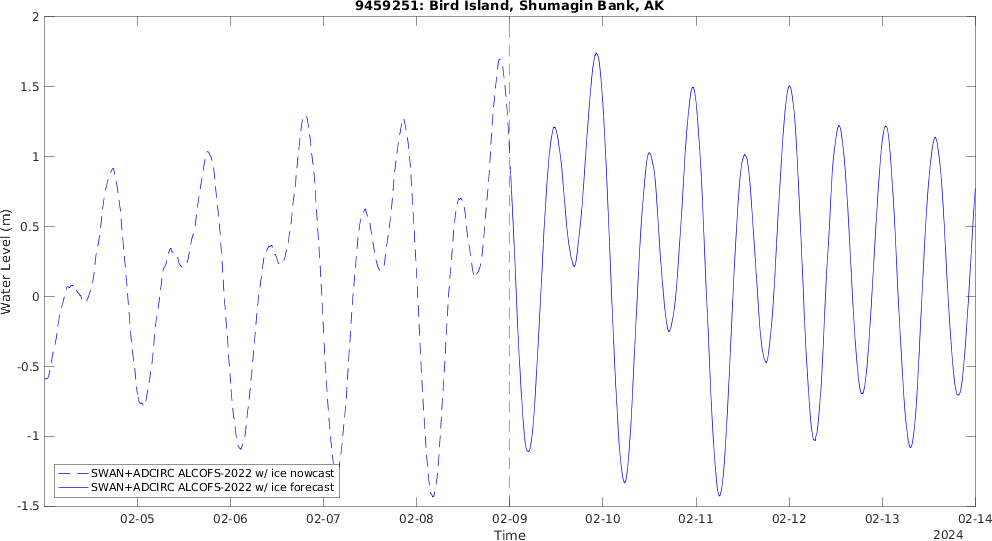 9459251: Bird Island, Shumagin Bank, AK
Water Level (m)
2
1.5
1
0.5
0
-0.5
-1
-1.5
SWAN+ADCIRC ALCOFS-2022 w/ ice nowcast
SWAN+ADCIRC ALCOFS-2022 w/ ice forecast
02-05 02-06 02-07 02-08 02-09 02-10 02-11 02-12 02-13 02-14
Time
2024